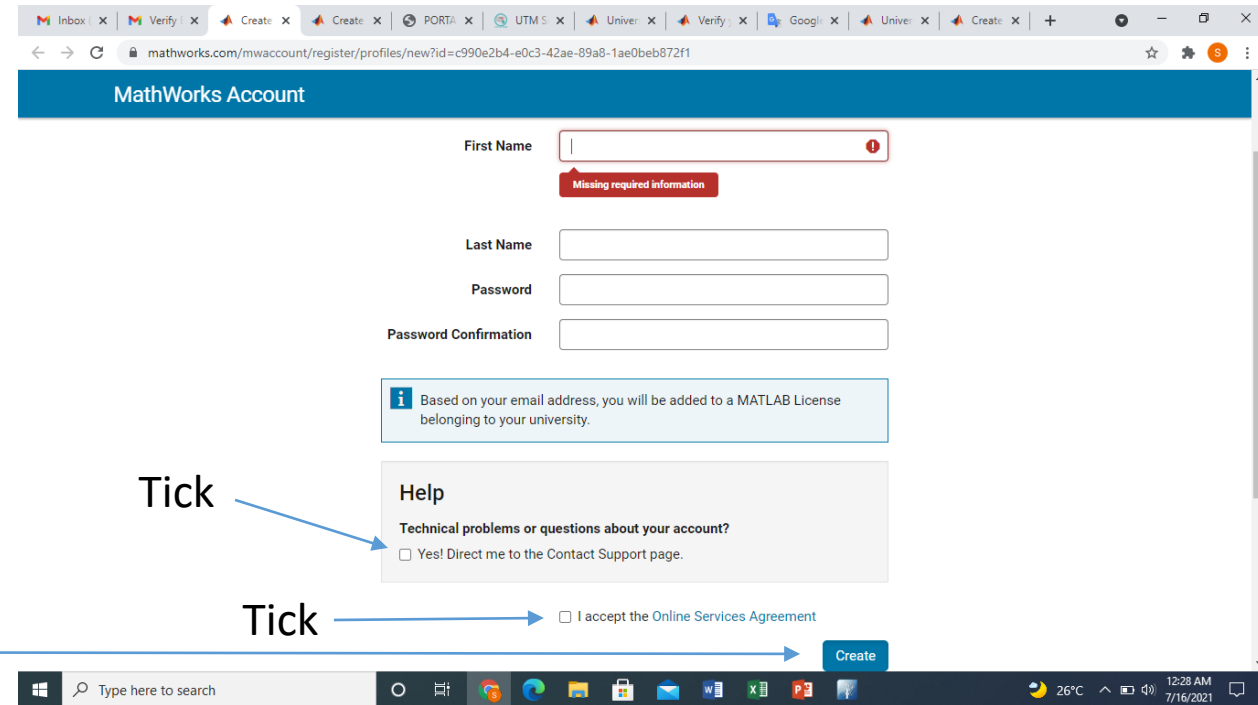 Inbox (
Verify E
Create
Create
PORTA
UTM S
Univer
Verify y
Google
Univer
Create
mathworks.com/mwaccount/register/profiles/new?id=c990e2b4-e0c3-42ae-89a8-1ae0beb872f1
S
MathWorks Account
First Name
Missing required information
Last Name
Password
Password Confirmation
Based on your email address, you will be added to a MATLAB License
belonging to your university.
Tick
Help
Technical problems or questions about your account?
Yes! Direct me to the Contact Support page.
Tick
I accept the Online Services Agreement
Create
Type here to search
26°C
12:28 AM
7/16/2021